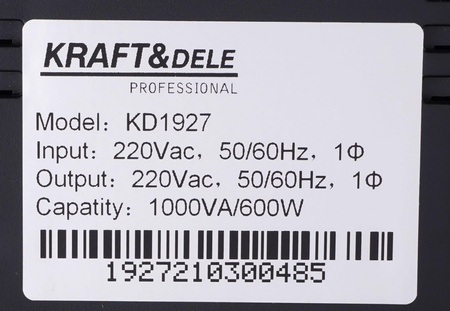 KRAFT&DELE
PROFESSIONAL
Model: KD1927
Input: 220Vac, 50/60Hz, 1Φ
Output: 220Vac, 50/60Hz, 1Φ
Capatity: 1000VA/600W
1927210300485